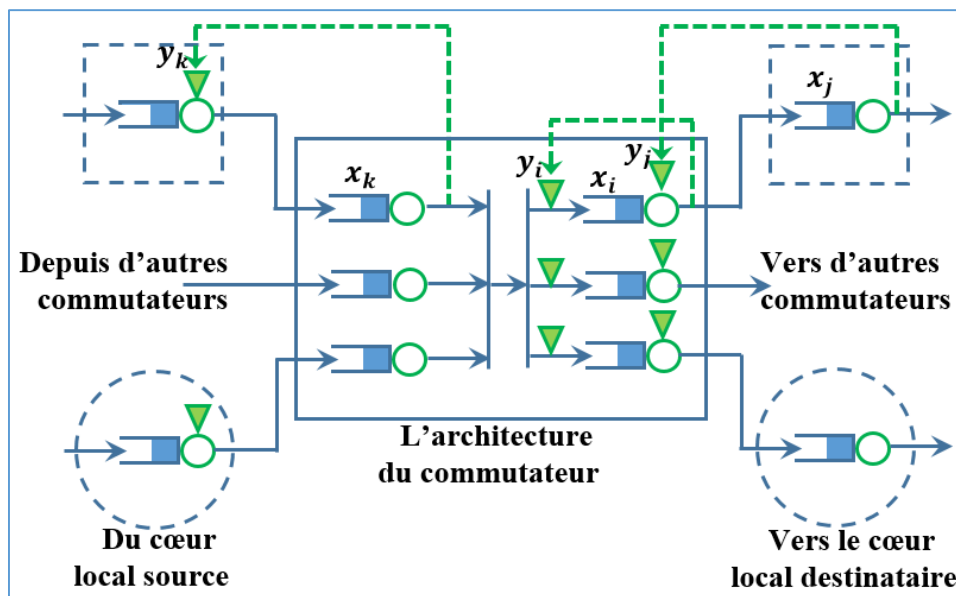 y_k
x_j
y_i
y_j
x_k
x_i
Depuis d'autres
commutateurs
Vers d'autres
commutateurs
L'architecture
du commutateur
Du cœur
local source
Vers le cœur
local destinataire